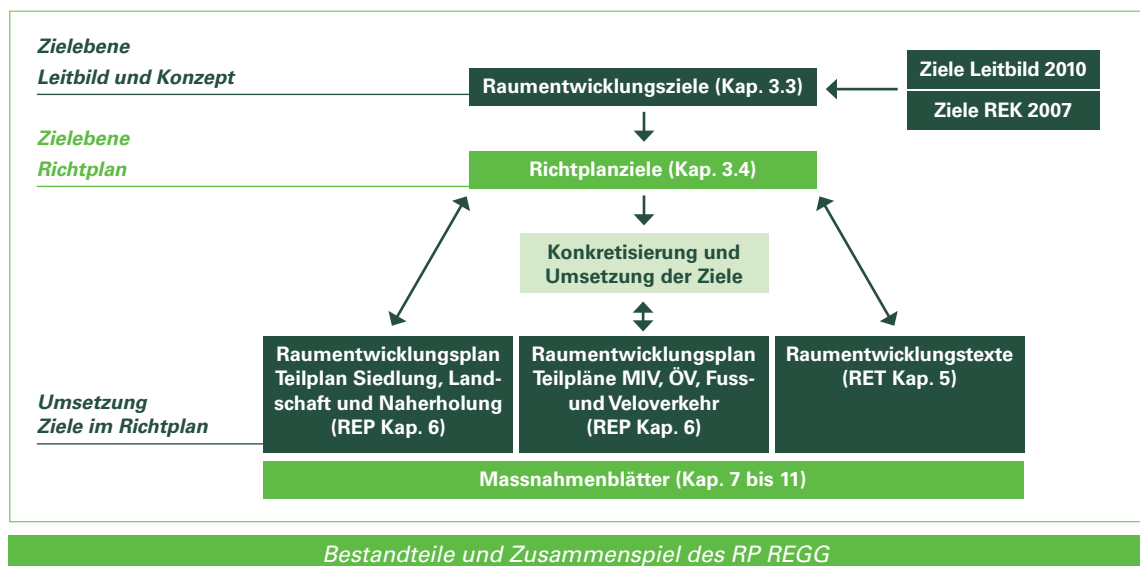 Zielebene
Leitbild und Konzept
Raumentwicklungsziele (Kap. 3.3)
Ziele Leitbild 2010
Ziele REK 2007
Zielebene
Richtplan
Richtplanziele (Kap. 3.4)
Konkretisierung und
Umsetzung der Ziele
Umsetzung
Ziele im Richtplan
Raumentwicklungsplan
Teilplan Siedlung, Land-
schaft und Naherholung
(REP Kap. 6)
Raumentwicklungsplan
Teilpläne MIV, ÖV, Fuss-
und Veloverkehr
(REP Kap. 6)
Raumentwicklungstexte
(RET Kap. 5)
Massnahmenblätter (Kap. 7 bis 11)
Bestandteile und Zusammenspiel des RP REGG